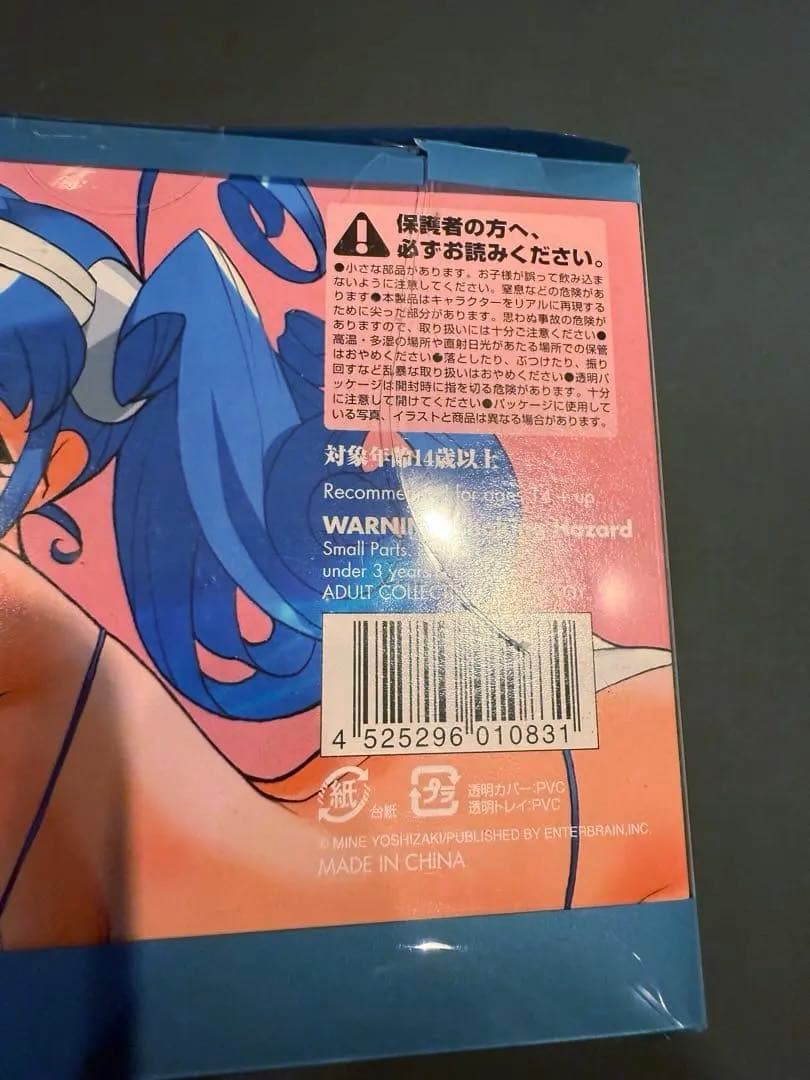 保護者の方へ、
必ずお読みください。
●小さな部品があります。お子様が誤って飲み込ま
ないように注意してください。窒息などの危険があ
ります●本製品はキャラクターをリアルに再現する
ために尖った部分があります。思わぬ事故の危険が
ありますので、取り扱いには十分ご注意ください●
高温・多湿の場所や直射日光があたる場所での保管
はおやめください●落としたり、ぶつけたり、振り
回すなど乱暴な取り扱いはおやめください●透明パ
ッケージは開封時に指を切る危険があります。十分
に注意して開けてください●パッケージに使用して
いる写真、イラストと商品は異なる場合があります。
対象年齢14歳以上
Recommended for ages 14 + up
Hazard
Small Parts.
under 3 years
ADULT
4 525296 010831
紙 台紙
プラ 透明カバー:PVC
透明トレイ:PVC
© MINE YOSHIZAKI/PUBLISHED BY ENTERBRAIN,INC.
MADE IN CHINA